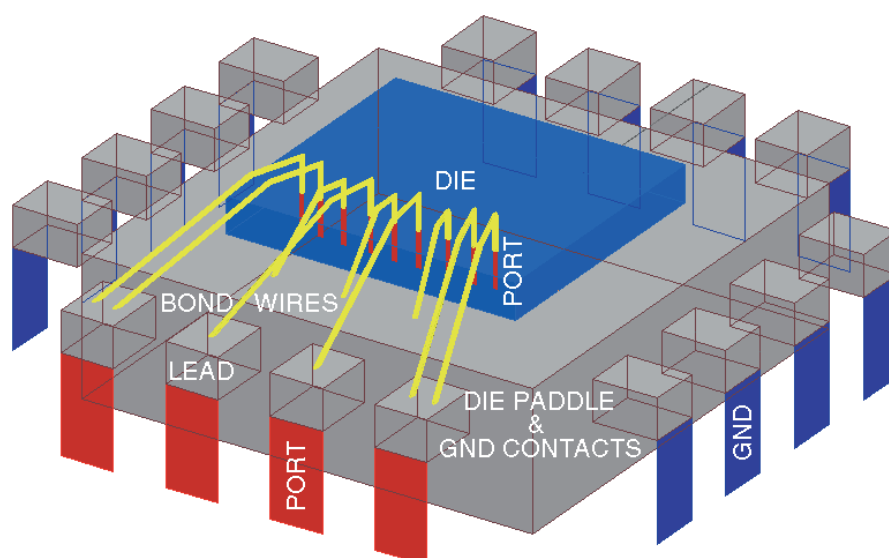 DIE
PORT
BOND WIRES
LEAD
PORT
DIE PADDLE
&
GND CONTACTS
GND